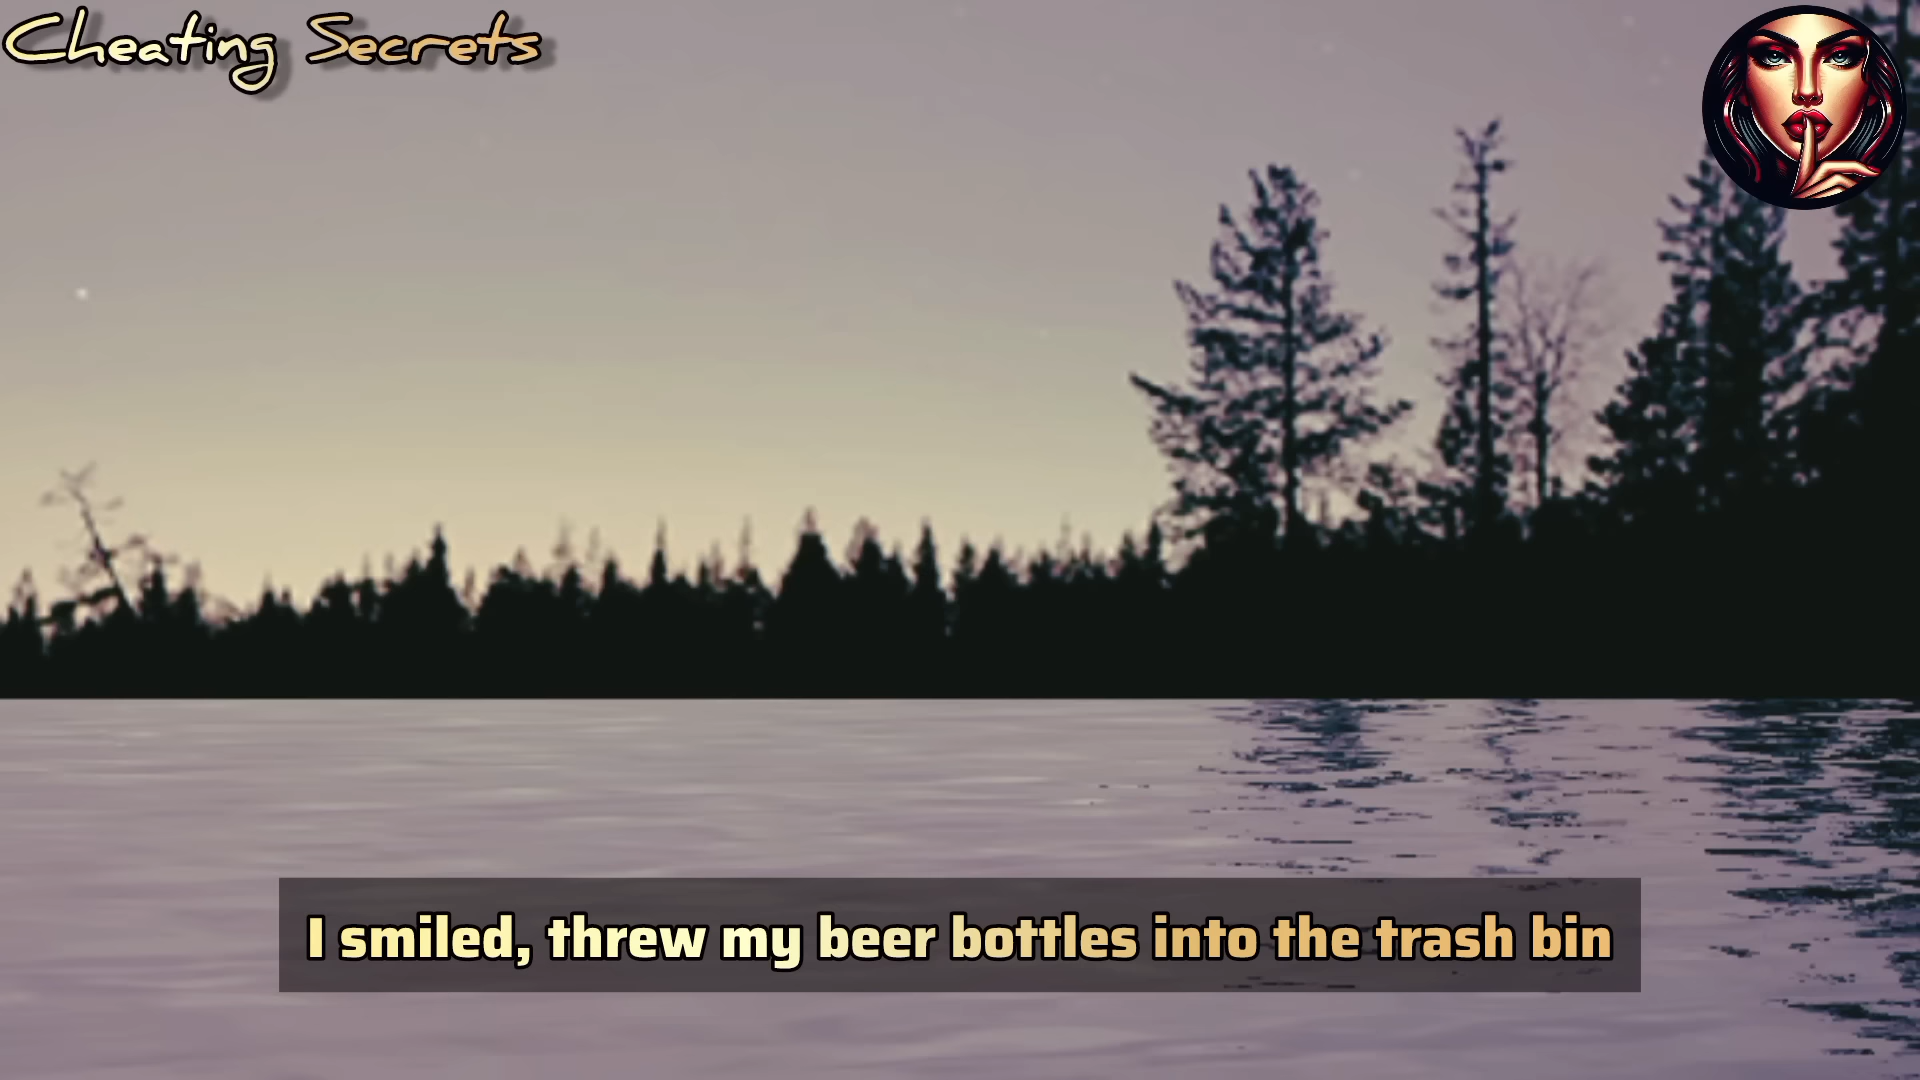 Cheating Secrets
I smiled, threw my beer bottles into the trash bin